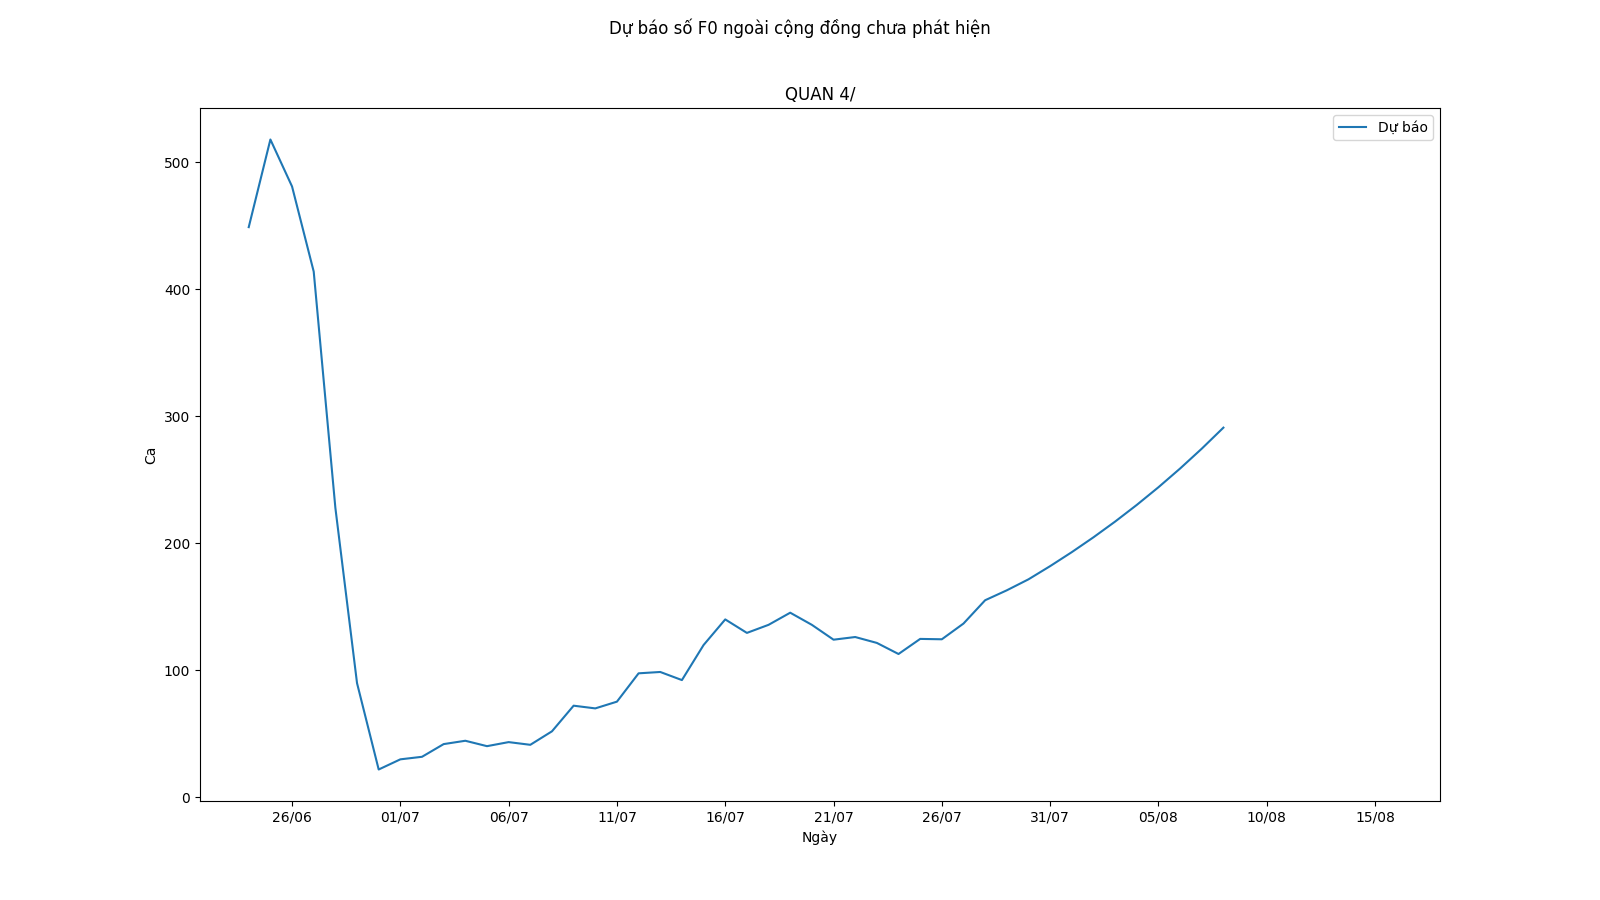 Dự báo số F0 ngoài cộng đồng chưa phát hiện
QUAN 4/
Dự báo
500
400
300
200
100
0
Ca
26/06 01/07 06/07 11/07 16/07 21/07 26/07 31/07 05/08 10/08 15/08
Ngày